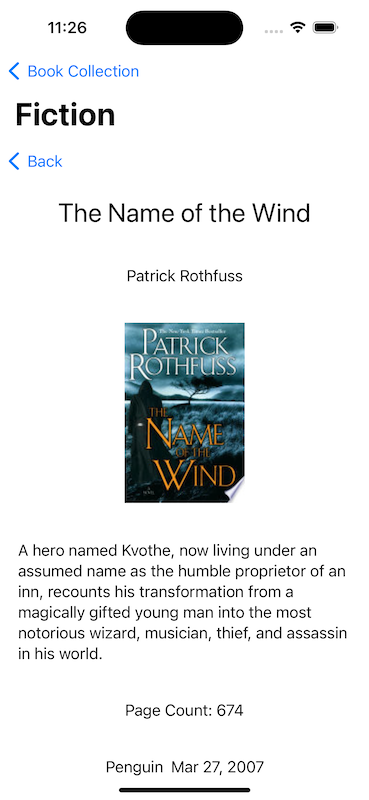 11:26
Book Collection
Fiction
Back
The Name of the Wind
Patrick Rothfuss
The New York Times Bestseller
PATRICK
ROTHFUSS
THE
NAME
OF THE
WIND
A NOVEL
A hero named Kvothe, now living under an
assumed name as the humble proprietor of an
inn, recounts his transformation from a
magically gifted young man into the most
notorious wizard, musician, thief, and assassin
in his world.
Page Count: 674
Penguin  Mar 27, 2007